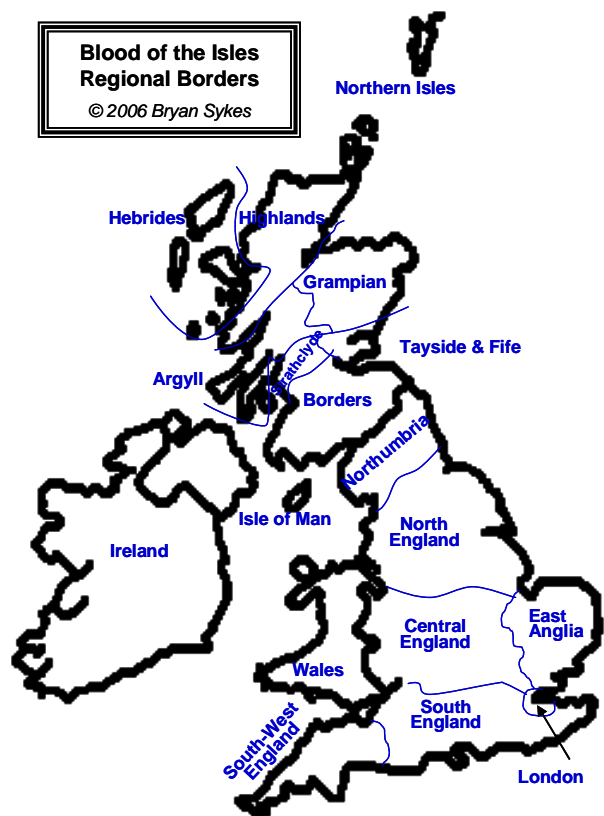 Blood of the Isles
Regional Borders
© 2006 Bryan Sykes
Northern Isles
Hebrides
Highlands
Grampian
Tayside & Fife
Strathclyde
Argyll
Borders
Northumbria
Isle of Man
North
England
Ireland
East
Anglia
Central
England
Wales
South-West
England
South
England
London